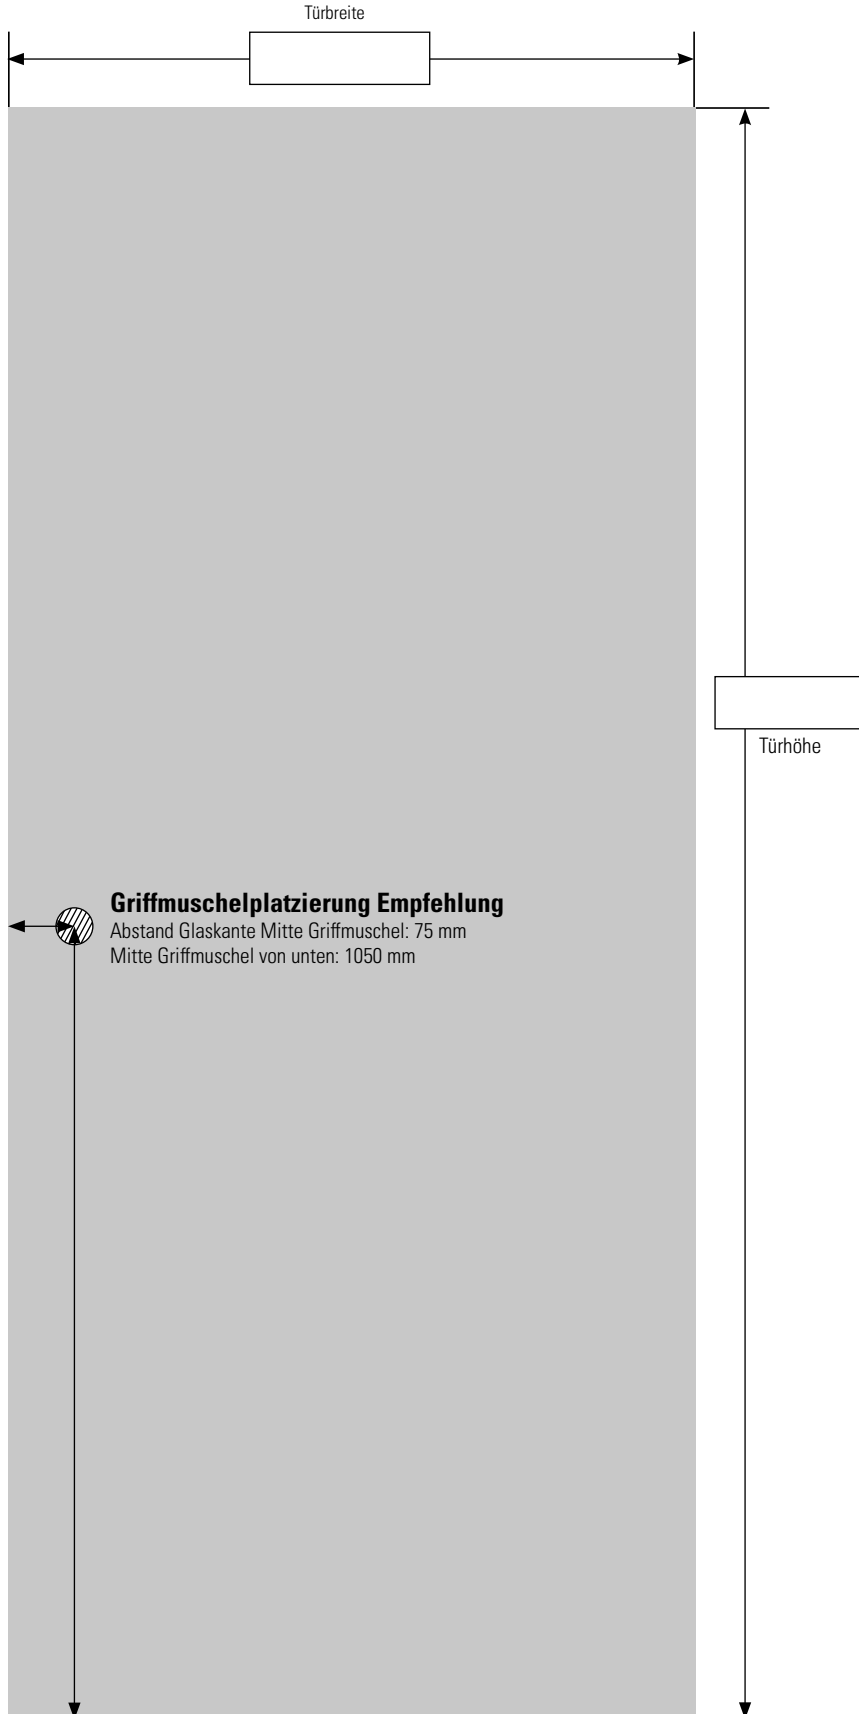 Türbreite
Türhöhe
Griffmuschelplatzierung Empfehlung
Abstand Glaskante Mitte Griffmuschel: 75 mm
Mitte Griffmuschel von unten: 1050 mm